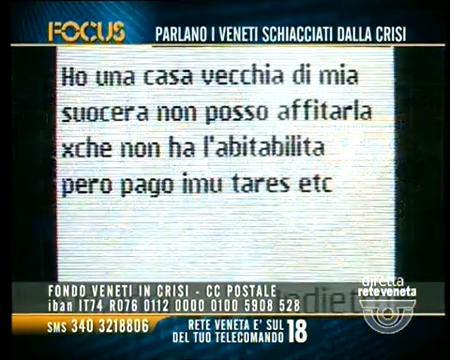 FOCUS
PARLANO I VENETI SCHIACCIATI DALLA CRISI
Ho una casa vecchia di mia
suocera non posso affitarla
xche non ha l'abitabilita
pero pago imu tares etc
diretta
reteveneta
FONDO VENETI IN CRISI - CC POSTALE
iban IT74 R076 0112 0000 0100 5908 528
SMS 340 3218806
RETE VENETA E' SUL
DEL TUO TELECOMANDO 18